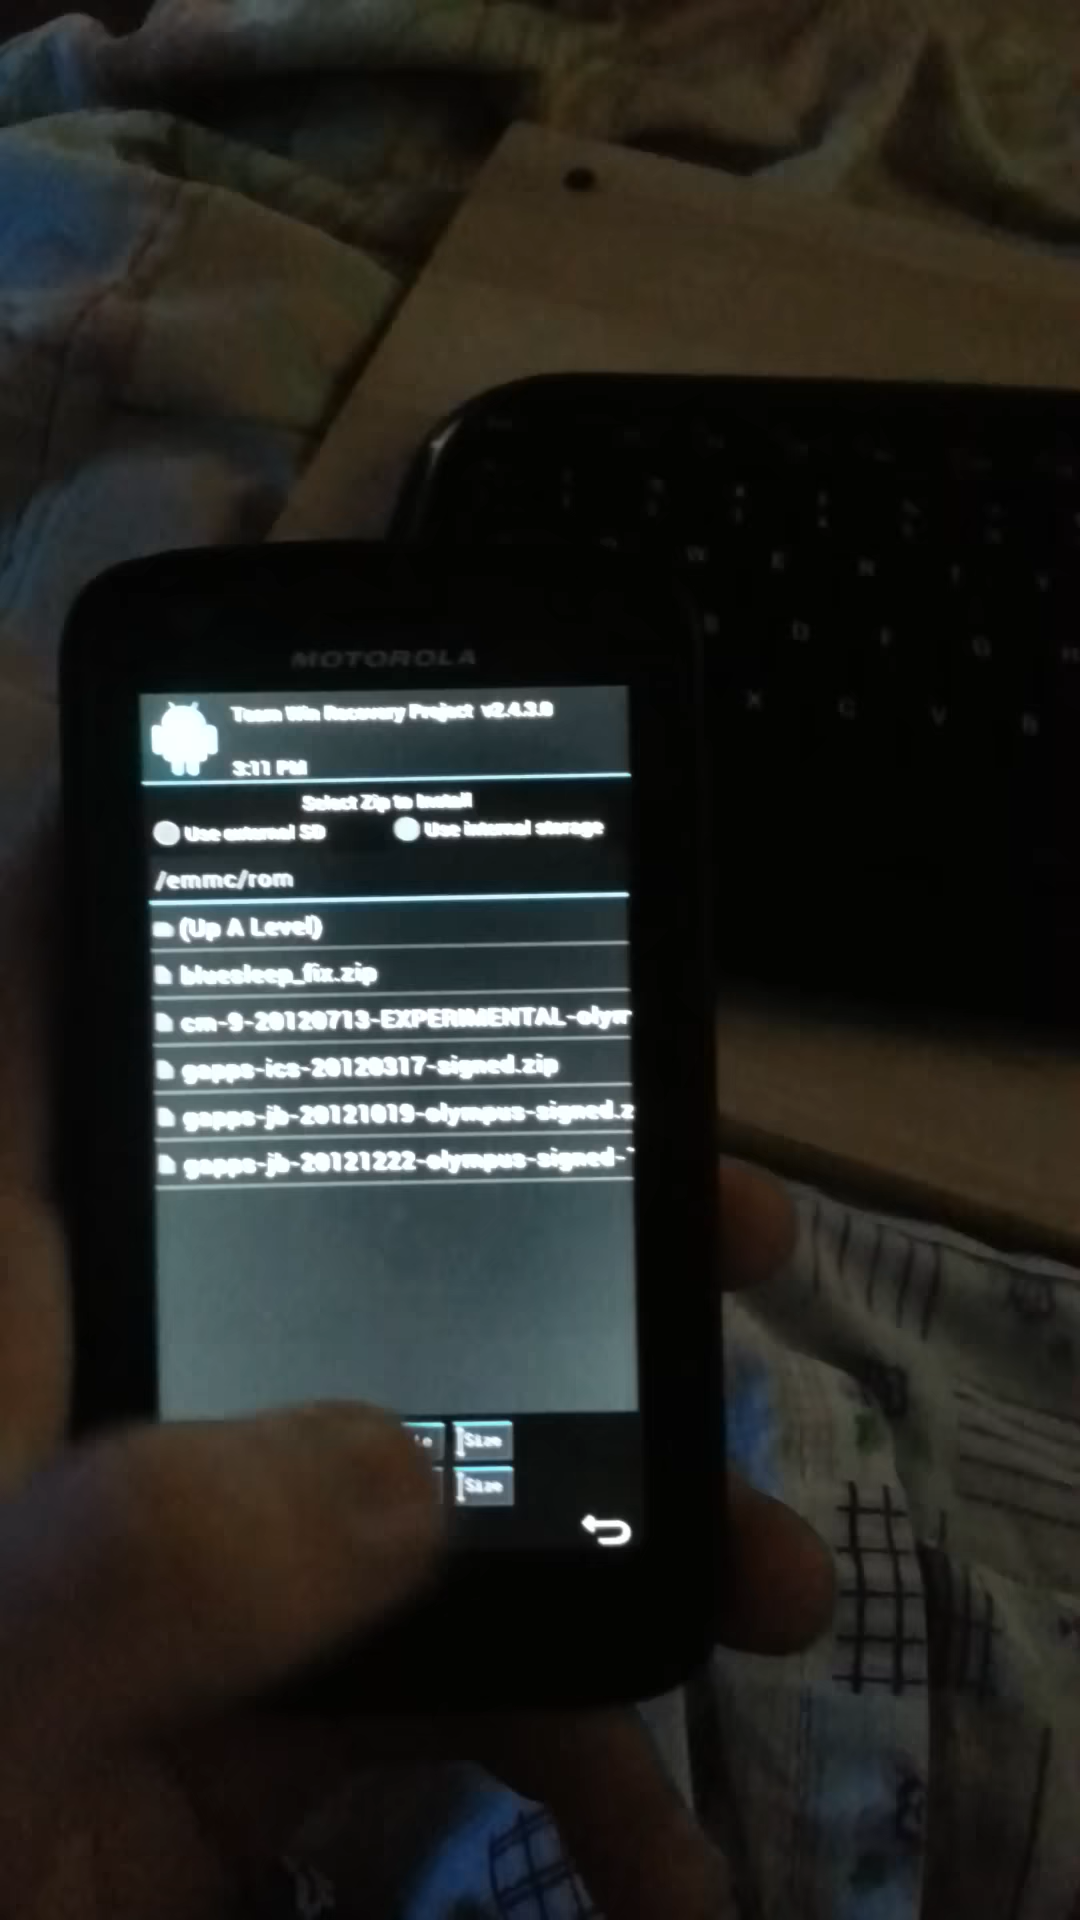 MOTOROLA
Team Win Recovery Project v2.4.3.0
3:11 PM
Select Zip to Install
Use external SD
Use internal storage
/emmc/rom
(Up A Level)
bluesleep_fix.zip
cm-9-20120713-EXPERIMENTAL-olym
gapps-ics-20120317-signed.zip
gapps-jb-20121019-olympus-signed.z
gapps-jb-20121222-olympus-signed-
Size
Size
W E R T Y
D F G H
X C V B